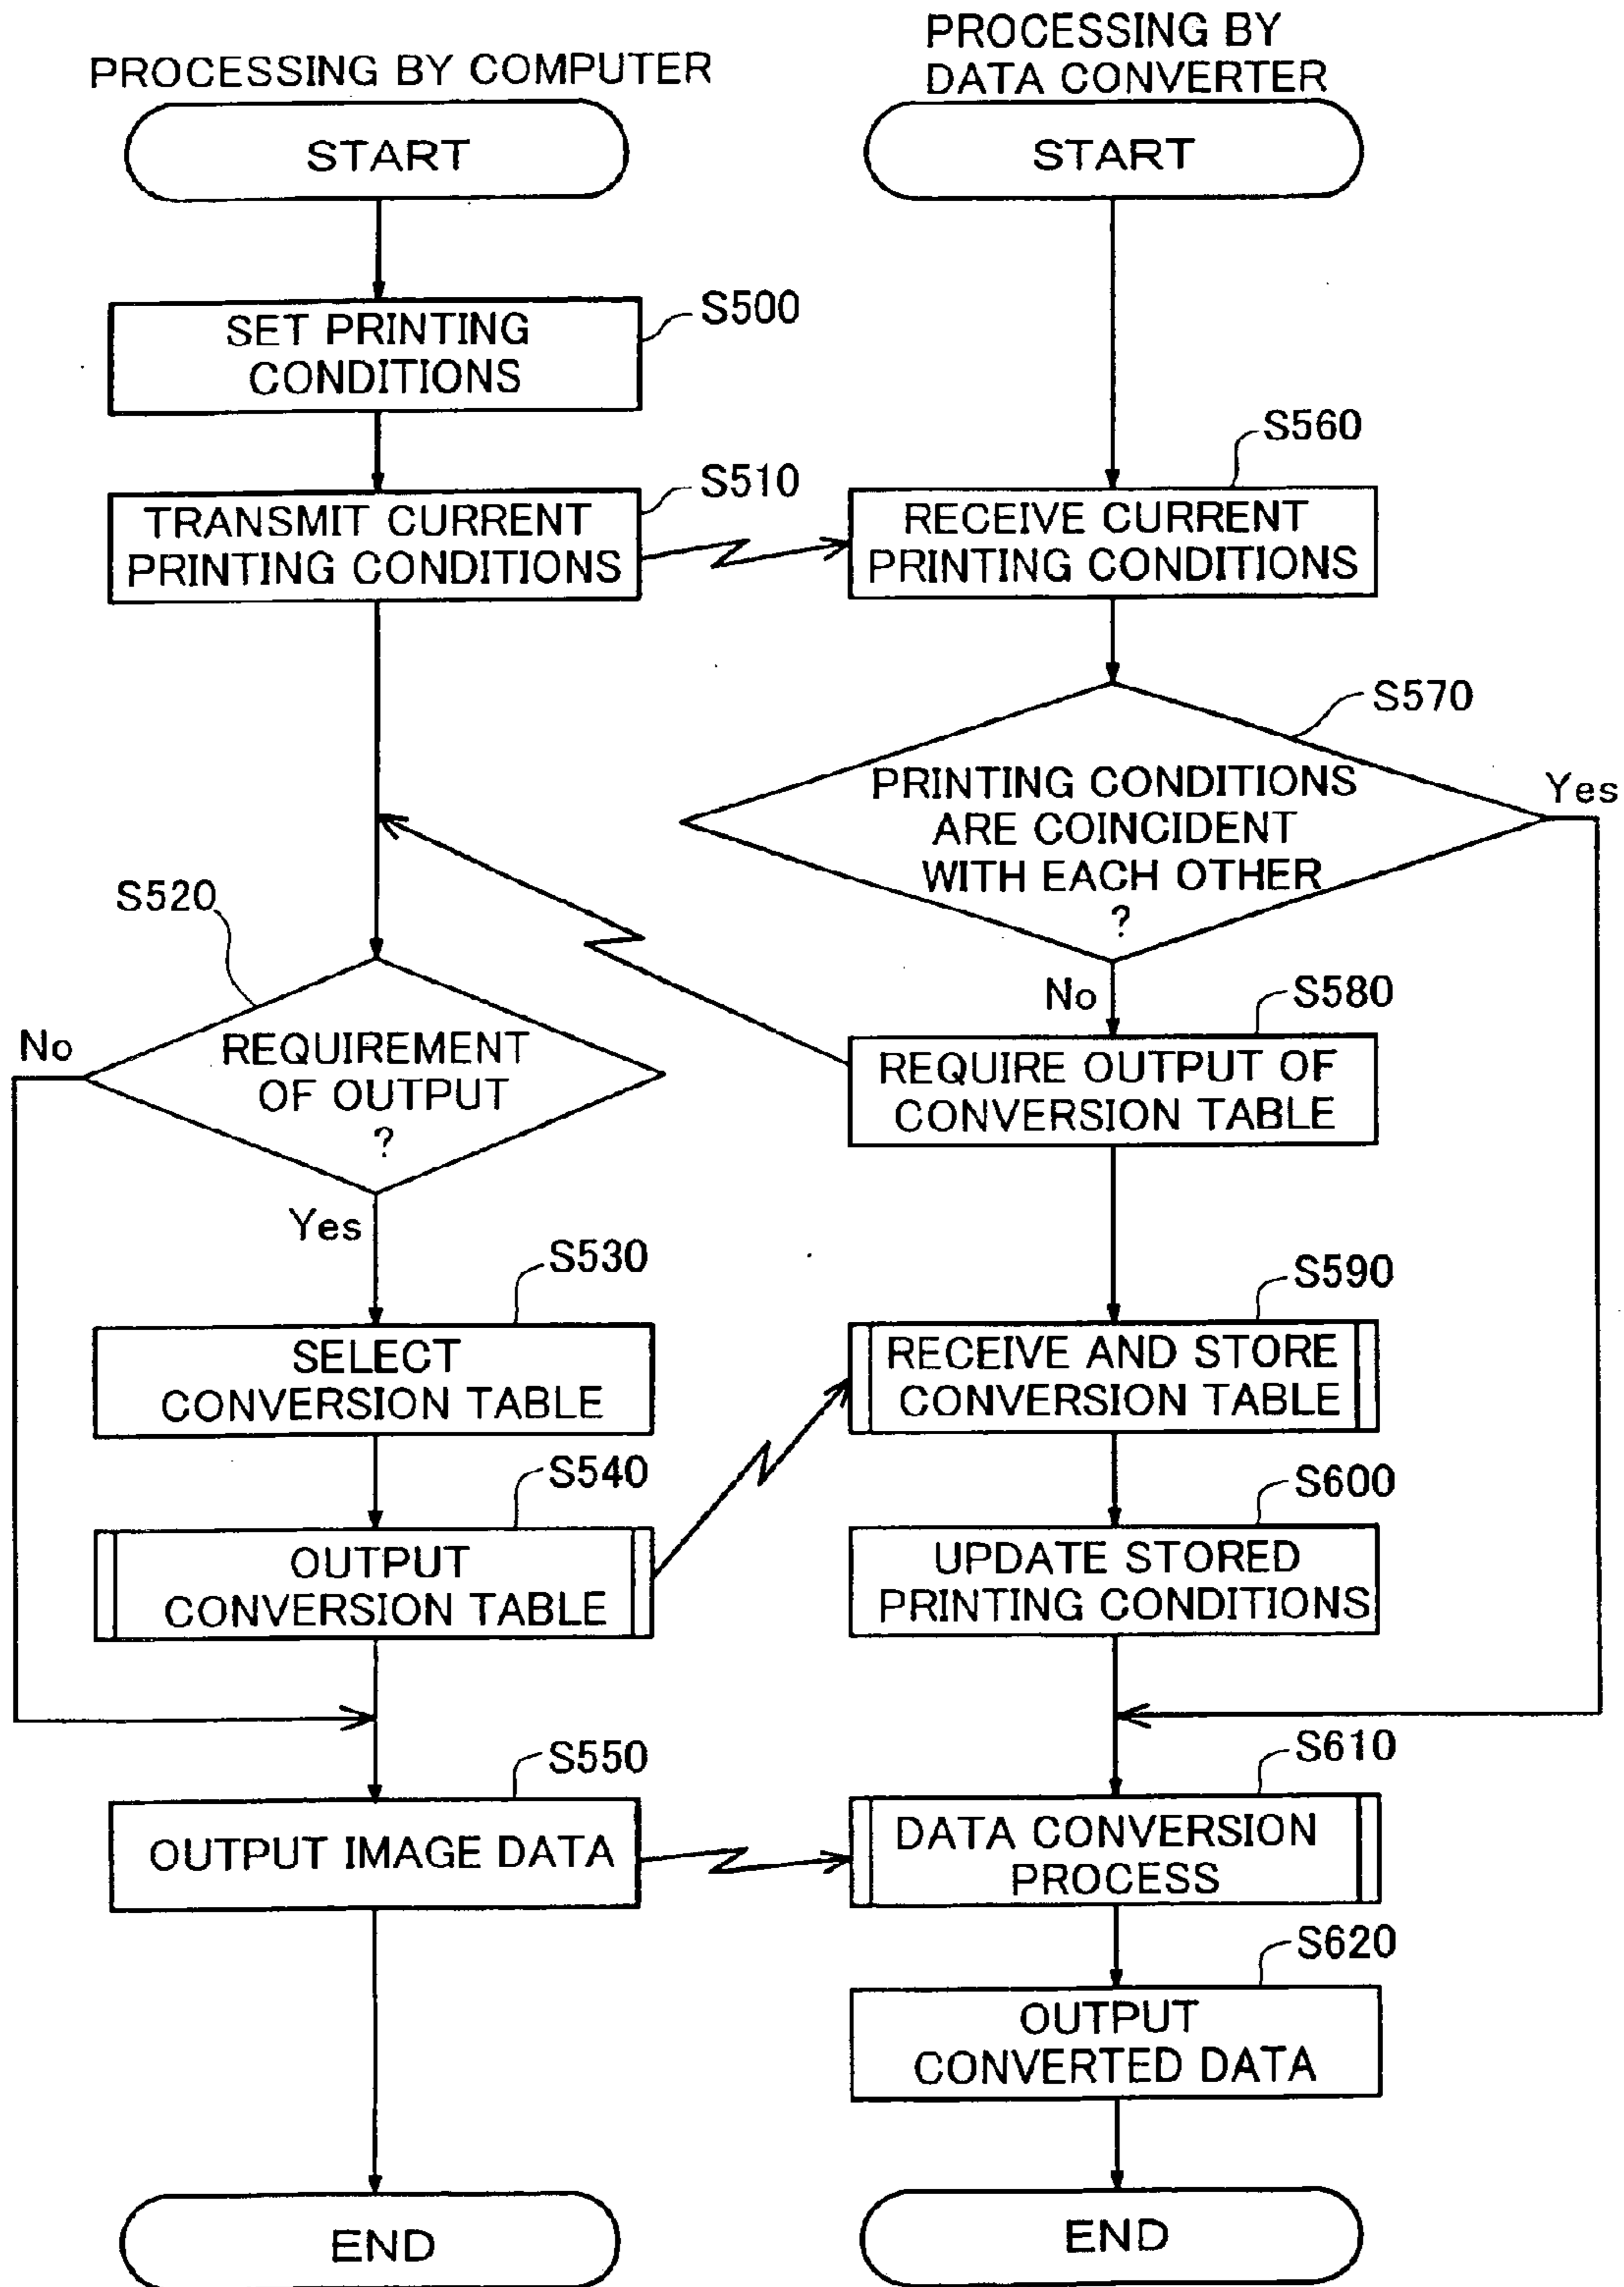 PROCESSING BY COMPUTER
START
S500
SET PRINTING
CONDITIONS
S510
TRANSMIT CURRENT
PRINTING CONDITIONS
S520
No
REQUIREMENT
OF OUTPUT
?
Yes
S530
SELECT
CONVERSION TABLE
S540
OUTPUT
CONVERSION TABLE
S550
OUTPUT IMAGE DATA
END
PROCESSING BY
DATA CONVERTER
START
S560
RECEIVE CURRENT
PRINTING CONDITIONS
S570
PRINTING CONDITIONS
ARE COINCIDENT
WITH EACH OTHER
?
Yes
No
S580
REQUIRE OUTPUT OF
CONVERSION TABLE
S590
RECEIVE AND STORE
CONVERSION TABLE
S600
UPDATE STORED
PRINTING CONDITIONS
S610
DATA CONVERSION
PROCESS
S620
OUTPUT
CONVERTED DATA
END